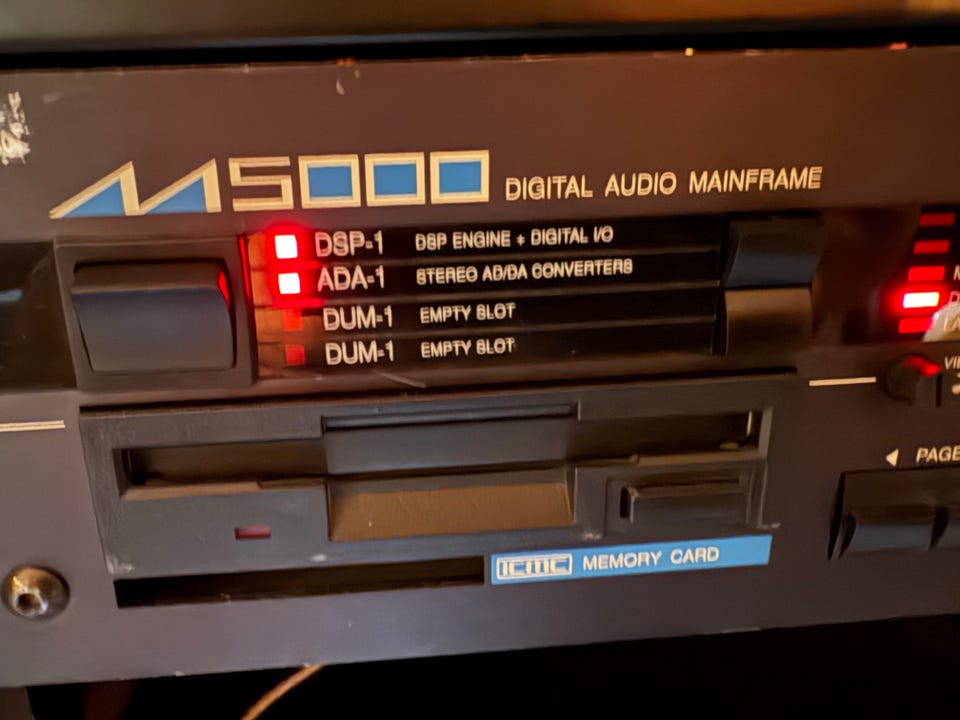 M5000 DIGITAL AUDIO MAINFRAME
DSP-1 DSP ENGINE + DIGITAL I/O
ADA-1 STEREO AD/DA CONVERTERS
DUM-1 EMPTY SLOT
DUM-1 EMPTY SLOT
PAGE
MEMORY CARD